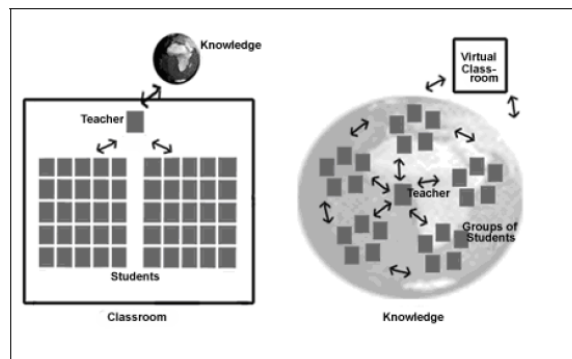 Knowledge
Teacher
Students
Classroom
Virtual
Class-
room
Teacher
Groups of
Students
Knowledge